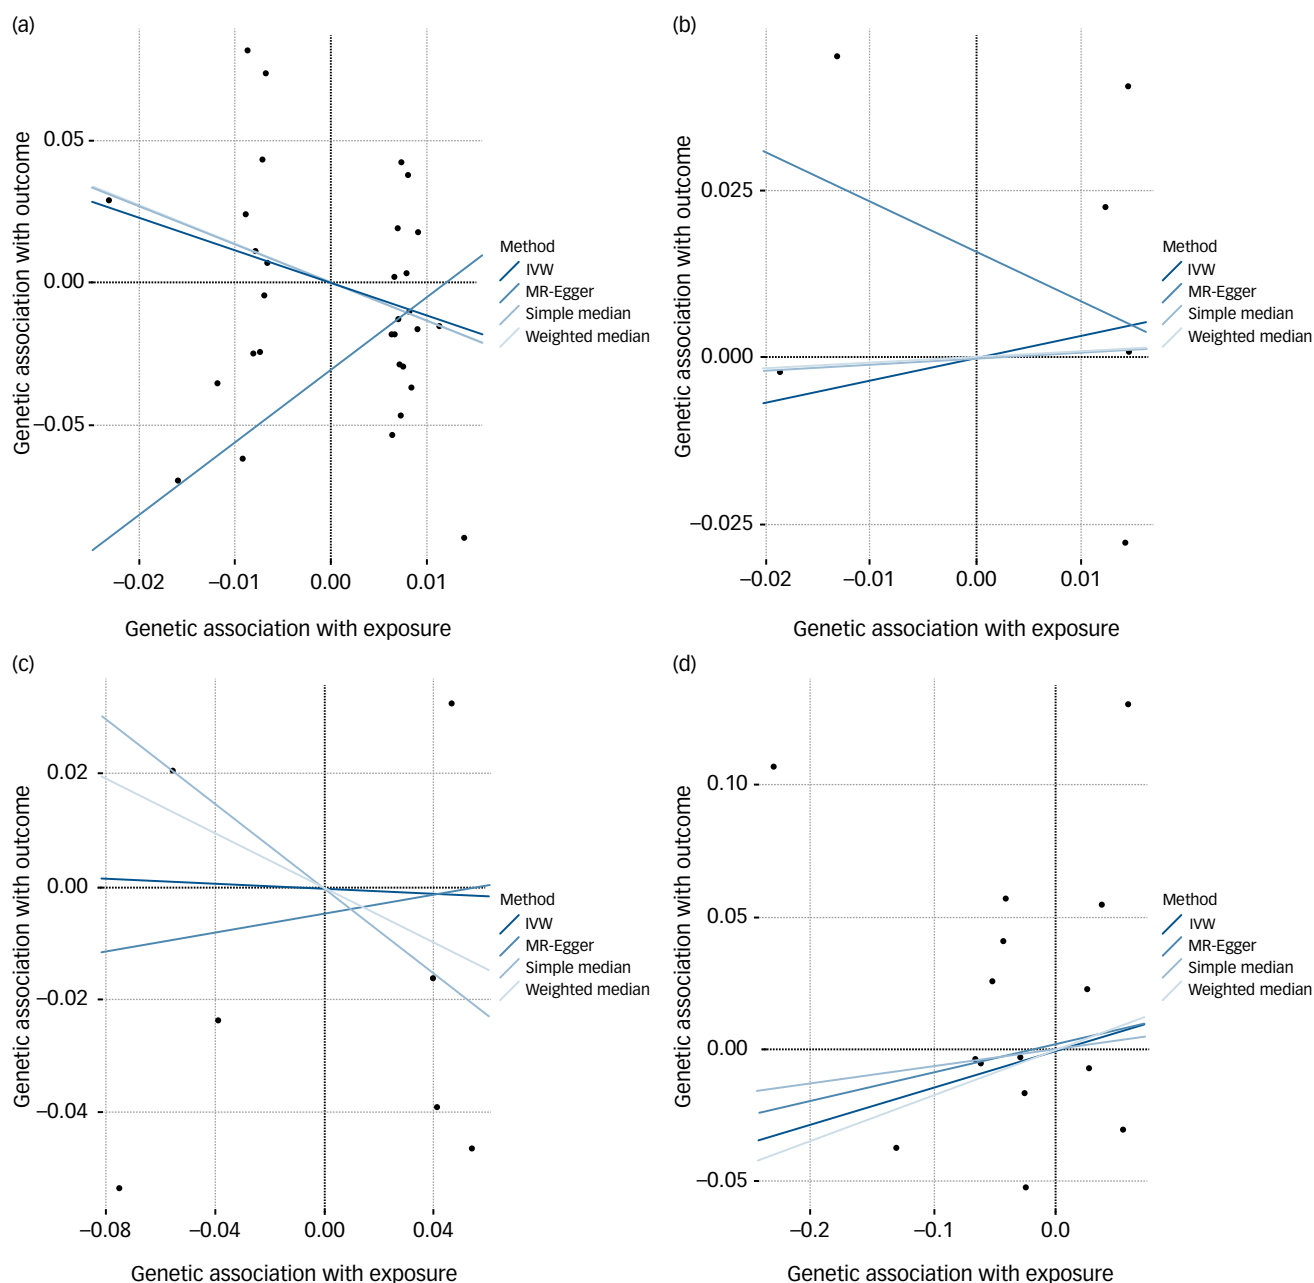 (a)
Genetic association with outcome
0.05
0.00
−0.05
−0.02
−0.01
0.00
0.01
Genetic association with exposure
Method
IVW
MR-Egger
Simple median
Weighted median
(b)
Genetic association with outcome
0.025
0.000
−0.025
−0.02
−0.01
0.00
0.01
Genetic association with exposure
Method
IVW
MR-Egger
Simple median
Weighted median
(c)
Genetic association with outcome
0.02
0.00
−0.02
−0.04
−0.08
−0.04
0.00
0.04
Genetic association with exposure
Method
IVW
MR-Egger
Simple median
Weighted median
(d)
Genetic association with outcome
0.10
0.05
0.00
−0.05
−0.2
−0.1
0.0
Genetic association with exposure
Method
IVW
MR-Egger
Simple median
Weighted median